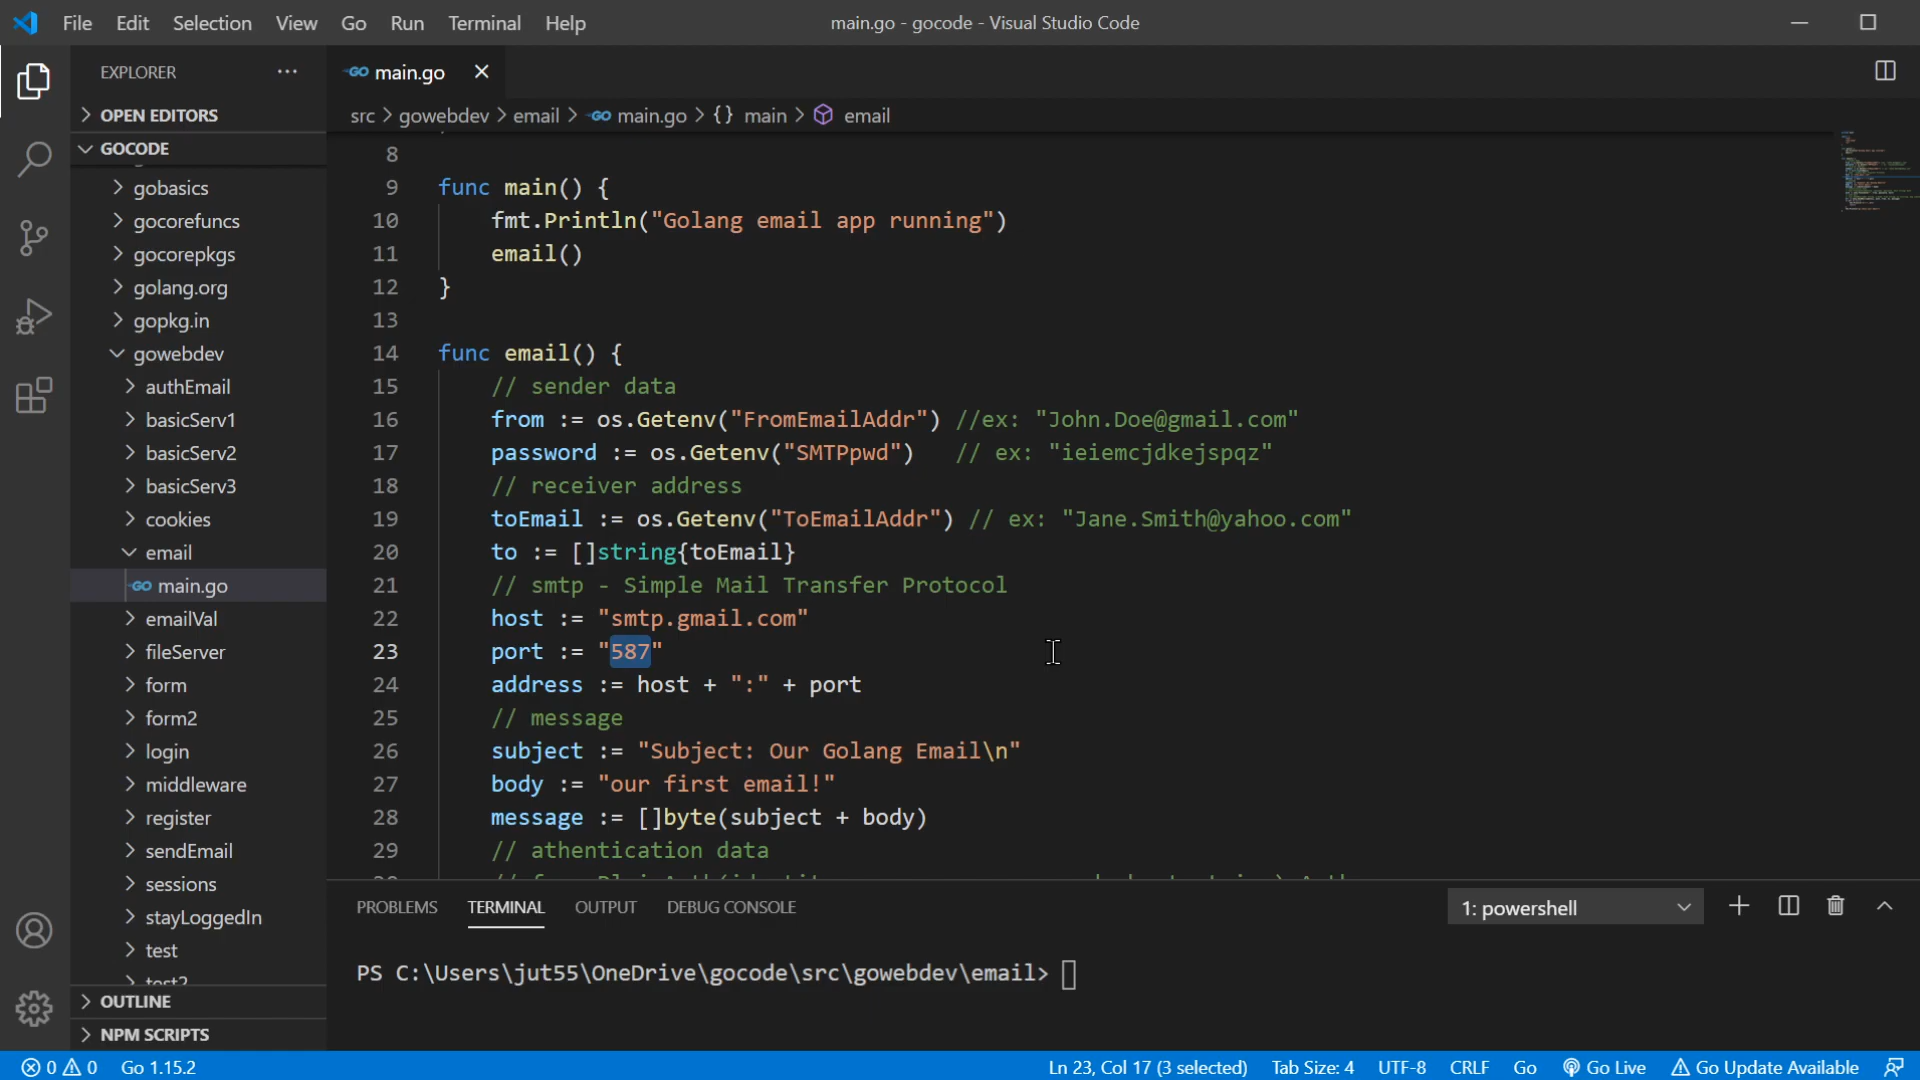 File Edit Selection View Go Run Terminal Help
main.go - gocode - Visual Studio Code
EXPLORER
OPEN EDITORS
GOCODE
gobasics
gocorefuncs
gocorepkgs
golang.org
gopkg.in
gowebdev
authEmail
basicServ1
basicServ2
basicServ3
cookies
email
GO main.go
emailVal
fileServer
form
form2
login
middleware
register
sendEmail
sessions
stayLoggedIn
test
test2
OUTLINE
NPM SCRIPTS
GO main.go
src > gowebdev > email > GO main.go > {} main > email
8
9 func main() {
10 fmt.Println("Golang email app running")
11 email()
12 }
13
14 func email() {
15 // sender data
16 from := os.Getenv("FromEmailAddr") //ex: "John.Doe@gmail.com"
17 password := os.Getenv("SMTPpwd") // ex: "ieiemcjdkejspqz"
18 // receiver address
19 toEmail := os.Getenv("ToEmailAddr") // ex: "Jane.Smith@yahoo.com"
20 to := []string{toEmail}
21 // smtp - Simple Mail Transfer Protocol
22 host := "smtp.gmail.com"
23 port := "587"
24 address := host + ":" + port
25 // message
26 subject := "Subject: Our Golang Email\n"
27 body := "our first email!"
28 message := []byte(subject + body)
29 // athentication data
PROBLEMS TERMINAL OUTPUT DEBUG CONSOLE
1: powershell
PS C:\Users\jut55\OneDrive\gocode\src\gowebdev\email>
0 0 Go 1.15.2
Ln 23, Col 17 (3 selected) Tab Size: 4 UTF-8 CRLF Go Go Live Go Update Available